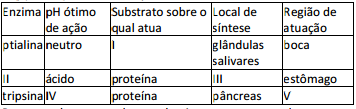 Enzima pH ótimo de ação Substrato sobre o qual atua Local de síntese Região de atuação
ptialina neutro I glândulas salivares boca
II ácido proteína III estômago
tripsina IV proteína pâncreas V